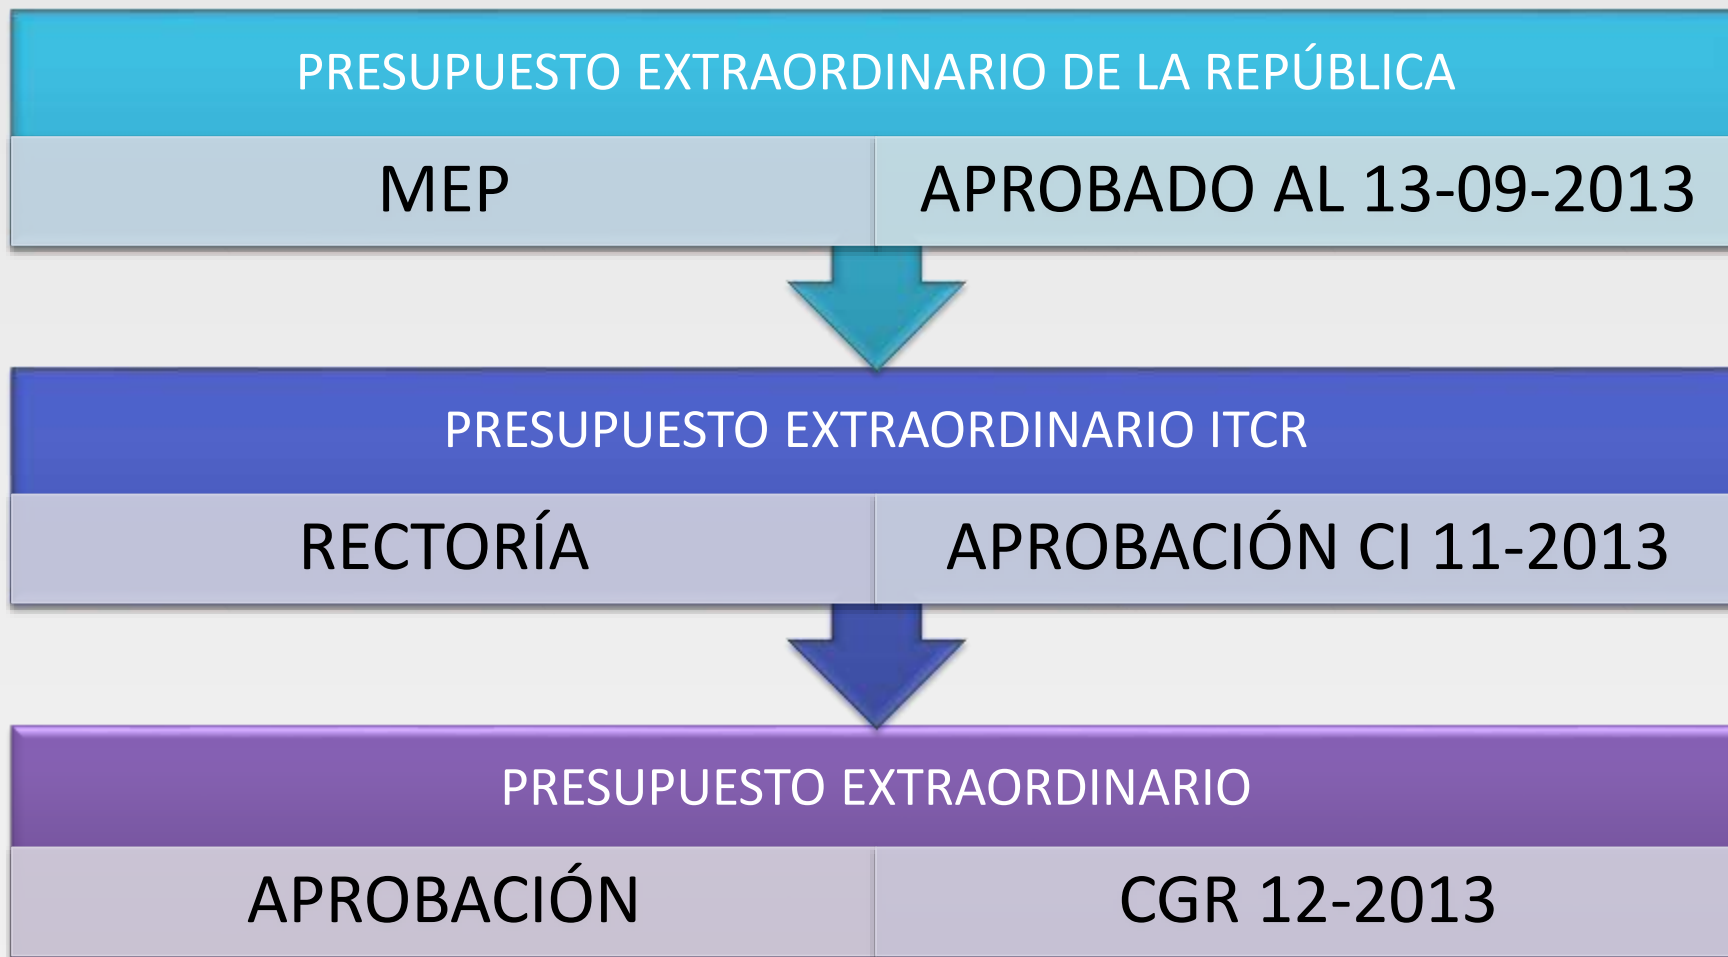 PRESUPUESTO EXTRAORDINARIO DE LA REPÚBLICA
MEP
APROBADO AL 13-09-2013
PRESUPUESTO EXTRAORDINARIO ITCR
RECTORÍA
APROBACIÓN CI 11-2013
PRESUPUESTO EXTRAORDINARIO
APROBACIÓN
CGR 12-2013